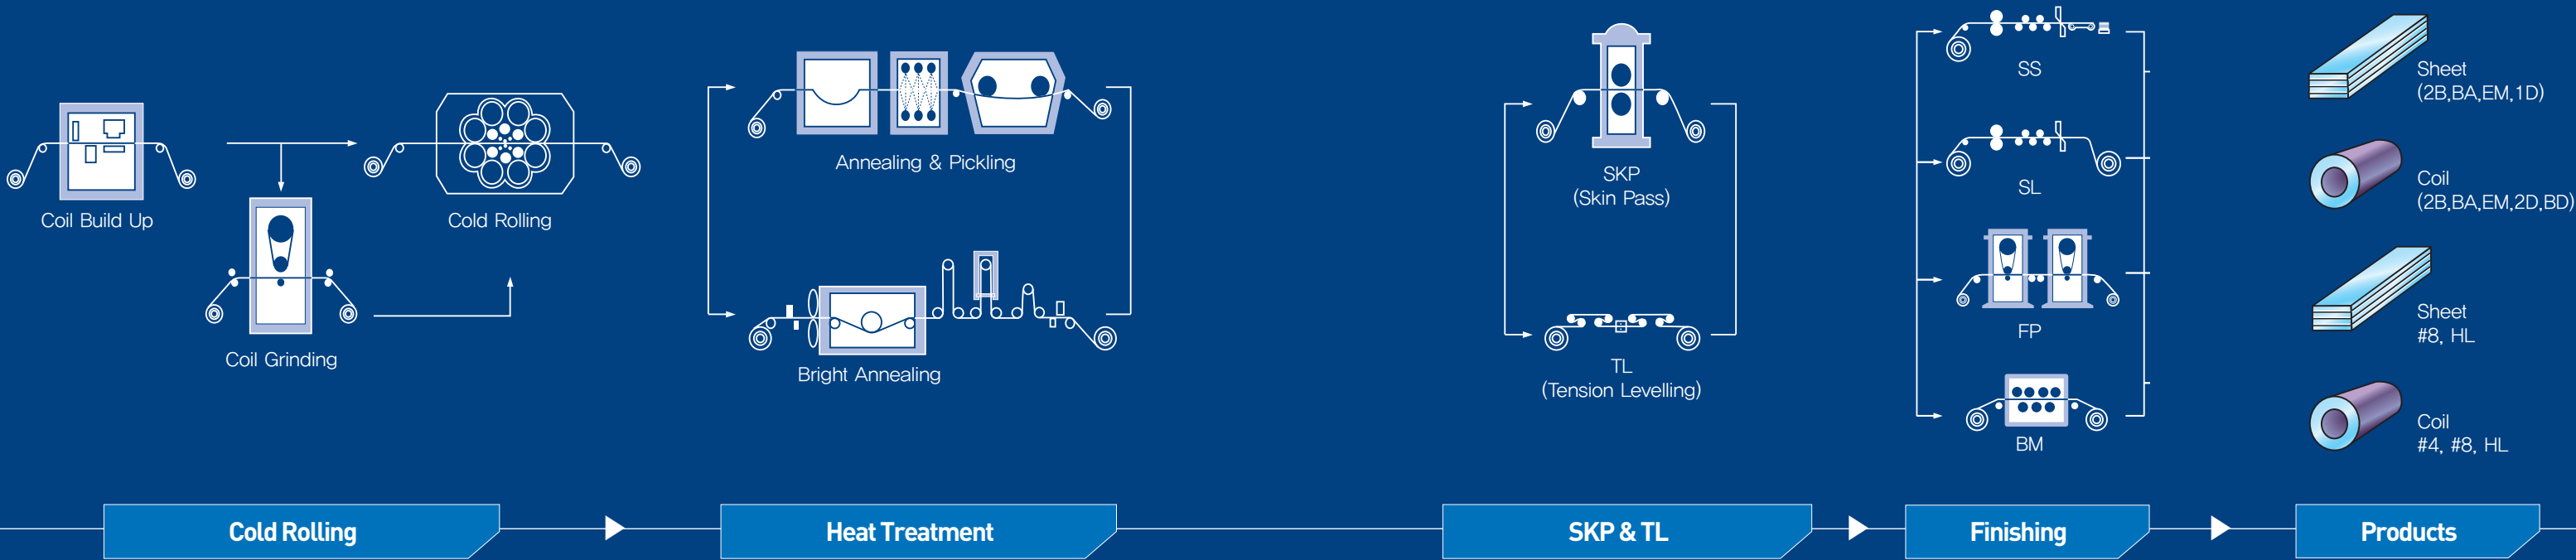 Coil Build Up
Coil Grinding
Cold Rolling
Annealing & Pickling
Bright Annealing
SKP
(Skin Pass)
TL
(Tension Levelling)
SS
SL
FP
BM
Sheet
(2B,BA,EM,1D)
Coil
(2B,BA,EM,2D,BD)
Sheet
#8, HL
Coil
#4, #8, HL
Cold Rolling
Heat Treatment
SKP & TL
Finishing
Products